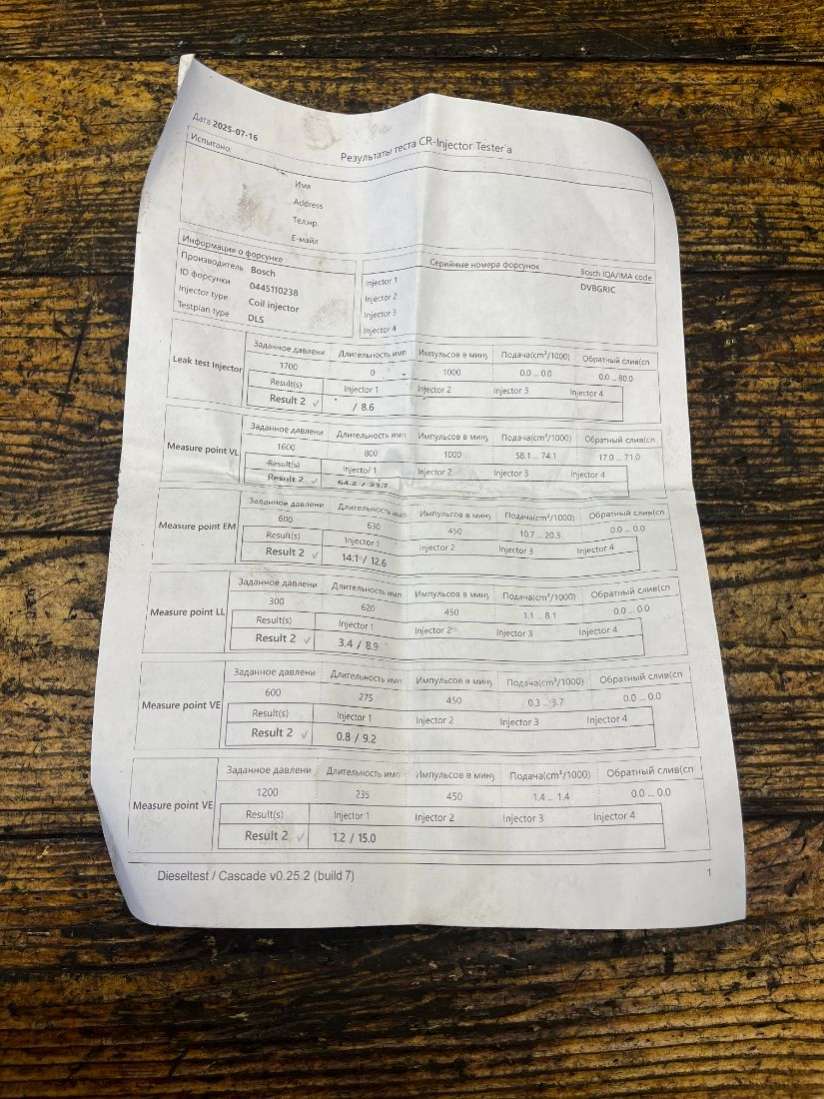 Дата 2025-07-16
Результаты теста CR-Injector Tester'a
Испытано:
Имя
Address
Тел.нр.
E-майл
Информация о форсунке
Производитель Bosch
ID форсунки 0445110238
Injector type Coil injector
Testplan type DLS
Серийные номера форсунок Bosch IQA/IMA code
Injector 1 DVBGRIC
Injector 2
Injector 3
Injector 4
Leak test Injector
Заданное давлени Длительность имп Импульсов в мину Подача(cm³/1000) Обратный слив(сп
1700 0 1000 0.0 .. 0.0 0.0 .. 80.0
Result(s) Injector 1 Injector 2 Injector 3 Injector 4
Result 2 ✓ / 8.6
Measure point VL
Заданное давлени Длительность имп Импульсов в мину Подача(cm³/1000) Обратный слив(сп
1600 800 1000 58.1 .. 74.1 17.0 .. 71.0
Result(s) Injector 1 Injector 2 Injector 3 Injector 4
Result 2 ✓
Measure point EM
Заданное давлени Длительность имп Импульсов в мину Подача(cm³/1000) Обратный слив(сп
600 630 450 10.7 .. 20.3 0.0 .. 0.0
Result(s) Injector 1 Injector 2 Injector 3 Injector 4
Result 2 ✓ 14.1 / 12.6
Measure point LL
Заданное давлени Длительность имп Импульсов в мину Подача(cm³/1000) Обратный слив(сп
300 620 450 1.1 .. 8.1 0.0 .. 0.0
Result(s) Injector 1 Injector 2 Injector 3 Injector 4
Result 2 ✓ 3.4 / 8.9
Measure point VE
Заданное давлени Длительность имп Импульсов в мину Подача(cm³/1000) Обратный слив(сп
600 275 450 0.3 .. 3.7 0.0 .. 0.0
Result(s) Injector 1 Injector 2 Injector 3 Injector 4
Result 2 ✓ 0.8 / 9.2
Measure point VE
Заданное давлени Длительность имп Импульсов в мину Подача(cm³/1000) Обратный слив(сп
1200 235 450 1.4 .. 1.4 0.0 .. 0.0
Result(s) Injector 1 Injector 2 Injector 3 Injector 4
Result 2 ✓ 1.2 / 15.0
Dieseltest / Cascade v0.25.2 (build 7) 1